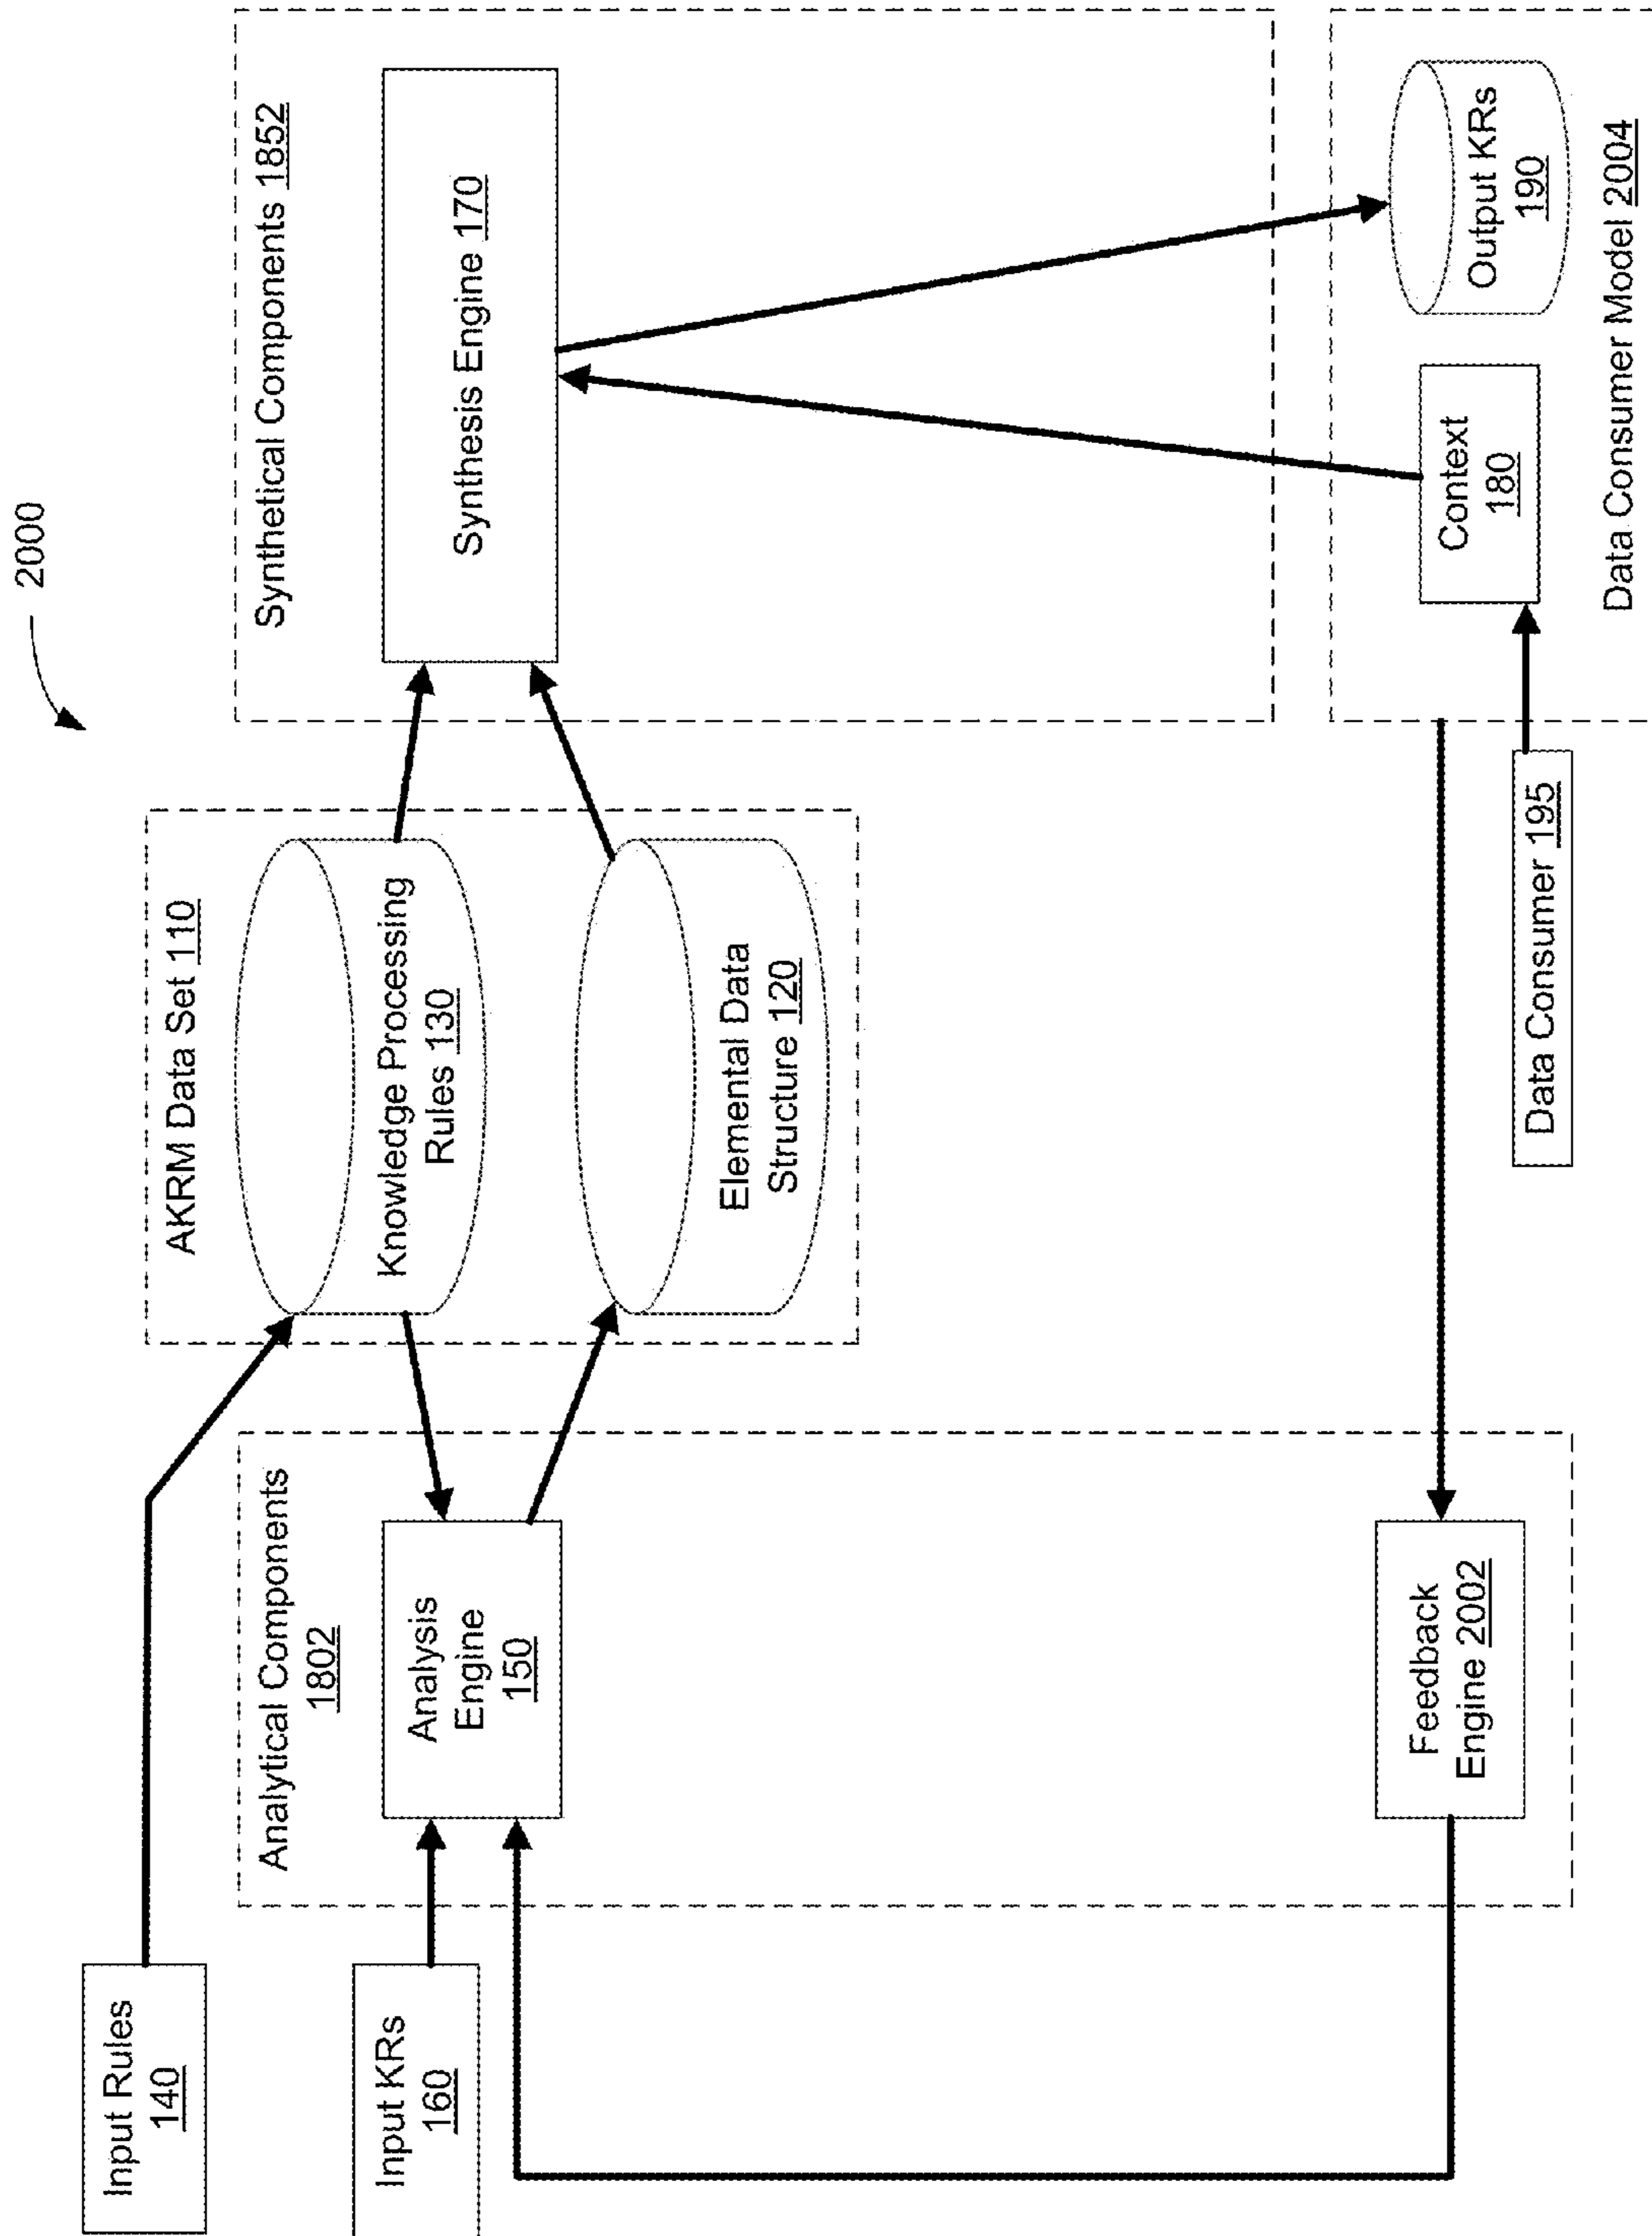 2000
Input Rules
140
Input KRs
160
Analytical Components
1802
Analysis
Engine
150
Feedback
Engine 2002
AKRM Data Set 110
Knowledge Processing
Rules 130
Elemental Data
Structure 120
Synthetical Components 1852
Synthesis Engine 170
Data Consumer 195
Context
180
Output KRs
190
Data Consumer Model 2004